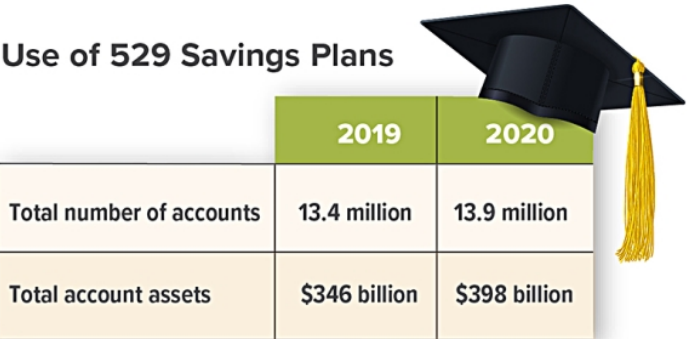 Use of 529 Savings Plans
2019 2020
Total number of accounts 13.4 million 13.9 million
Total account assets $346 billion $398 billion